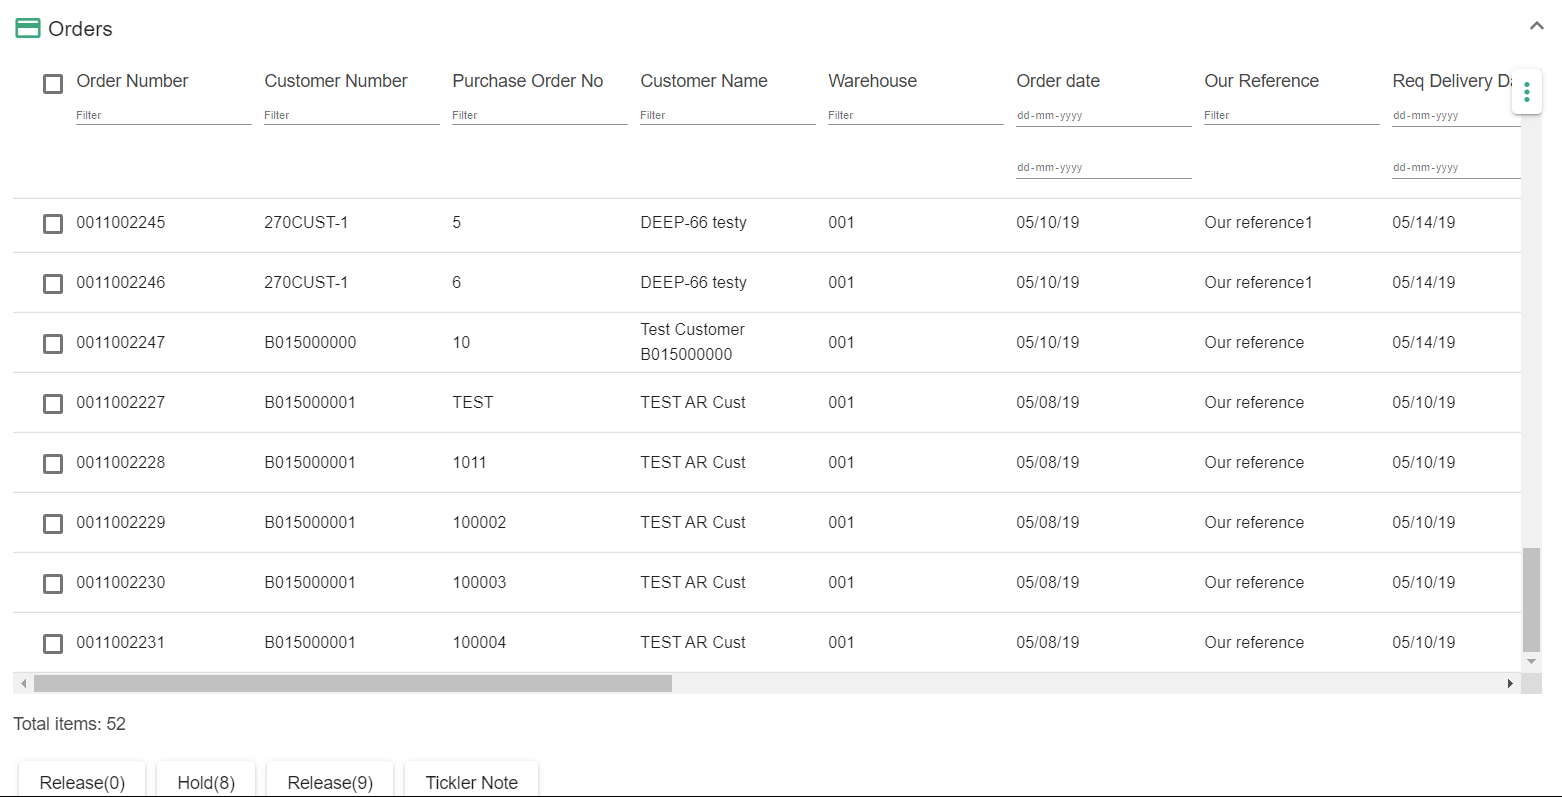 Orders
Order Number Customer Number Purchase Order No Customer Name Warehouse Order date Our Reference Req Delivery
Filter Filter Filter Filter Filter dd-mm-yyyy Filter dd-mm-yyyy
dd-mm-yyyy dd-mm-yyyy
0011002245 270CUST-1 5 DEEP-66 testy 001 05/10/19 Our reference1 05/14/19
0011002246 270CUST-1 6 DEEP-66 testy 001 05/10/19 Our reference1 05/14/19
0011002247 B015000000 10 Test Customer B015000000 001 05/10/19 Our reference 05/14/19
0011002227 B015000001 TEST TEST AR Cust 001 05/08/19 Our reference 05/10/19
0011002228 B015000001 1011 TEST AR Cust 001 05/08/19 Our reference 05/10/19
0011002229 B015000001 100002 TEST AR Cust 001 05/08/19 Our reference 05/10/19
0011002230 B015000001 100003 TEST AR Cust 001 05/08/19 Our reference 05/10/19
0011002231 B015000001 100004 TEST AR Cust 001 05/08/19 Our reference 05/10/19
Total items: 52
Release(0) Hold(8) Release(9) Tickler Note